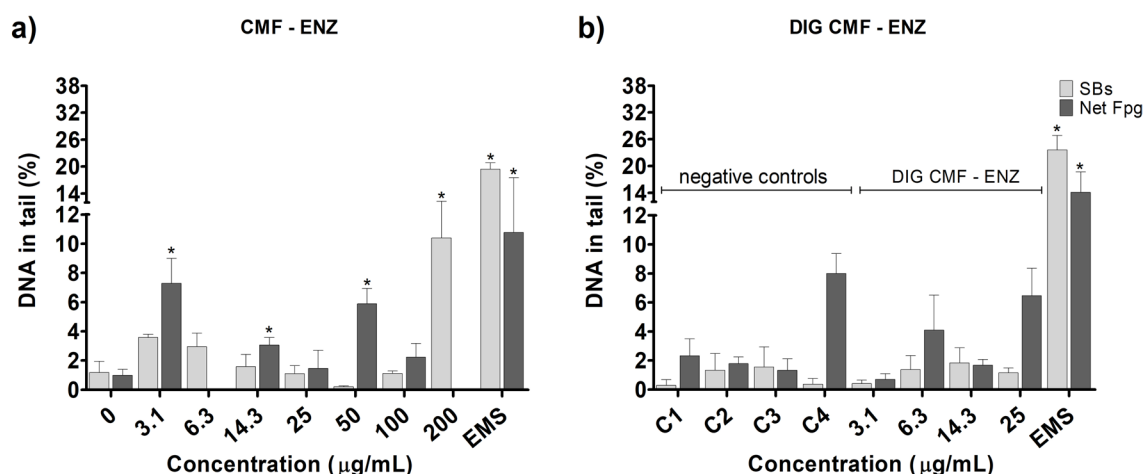 a)
CMF - ENZ
DNA in tail (%)
38
32
26
20
14
12
10
8
6
4
2
0
*
*
*
*
*
*
0
3.1
6.3
14.3
25
50
100
200
EMS
Concentration (µg/mL)
b)
DIG CMF - ENZ
SBs
Net Fpg
DNA in tail (%)
38
32
26
20
14
12
10
8
6
4
2
0
negative controls
DIG CMF - ENZ
*
*
C1
C2
C3
C4
3.1
6.3
14.3
25
EMS
Concentration (µg/mL)